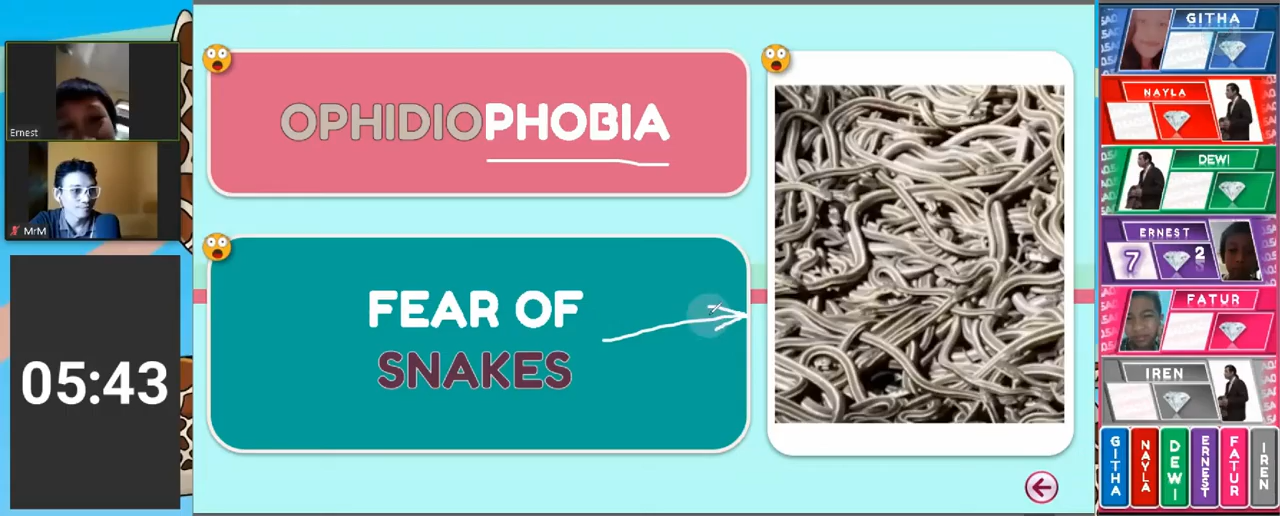 Ernest
MrM
05:43
OPHIDIOPHOBIA
FEAR OF
SNAKES
GITHA
NAYLA
DEWI
ERNEST
7
2
FATUR
IREN
GITHA
NAYLA
DEWI
ERNEST
FATUR
IREN